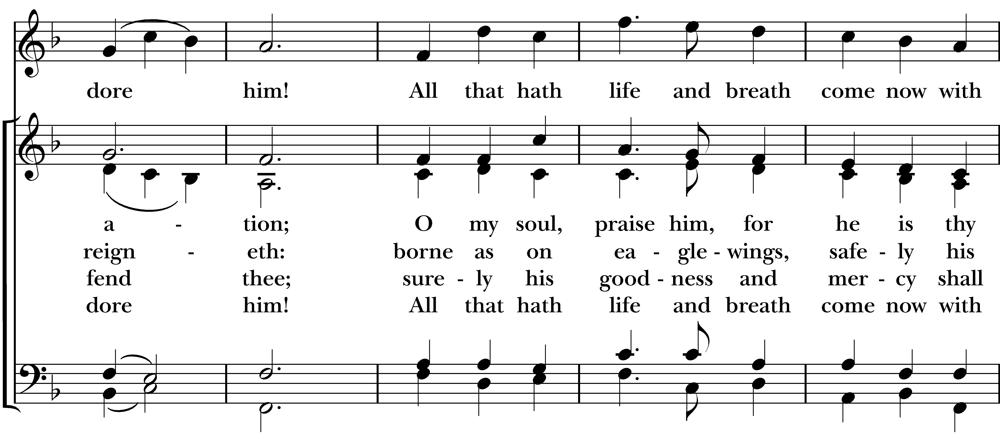 dore him! All that hath life and breath come now with
a - tion; O my soul, praise him, for he is thy
reign - eth: borne as on ea - gle - wings, safe - ly his
fend thee; sure - ly his good - ness and mer - cy shall
dore him! All that hath life and breath come now with